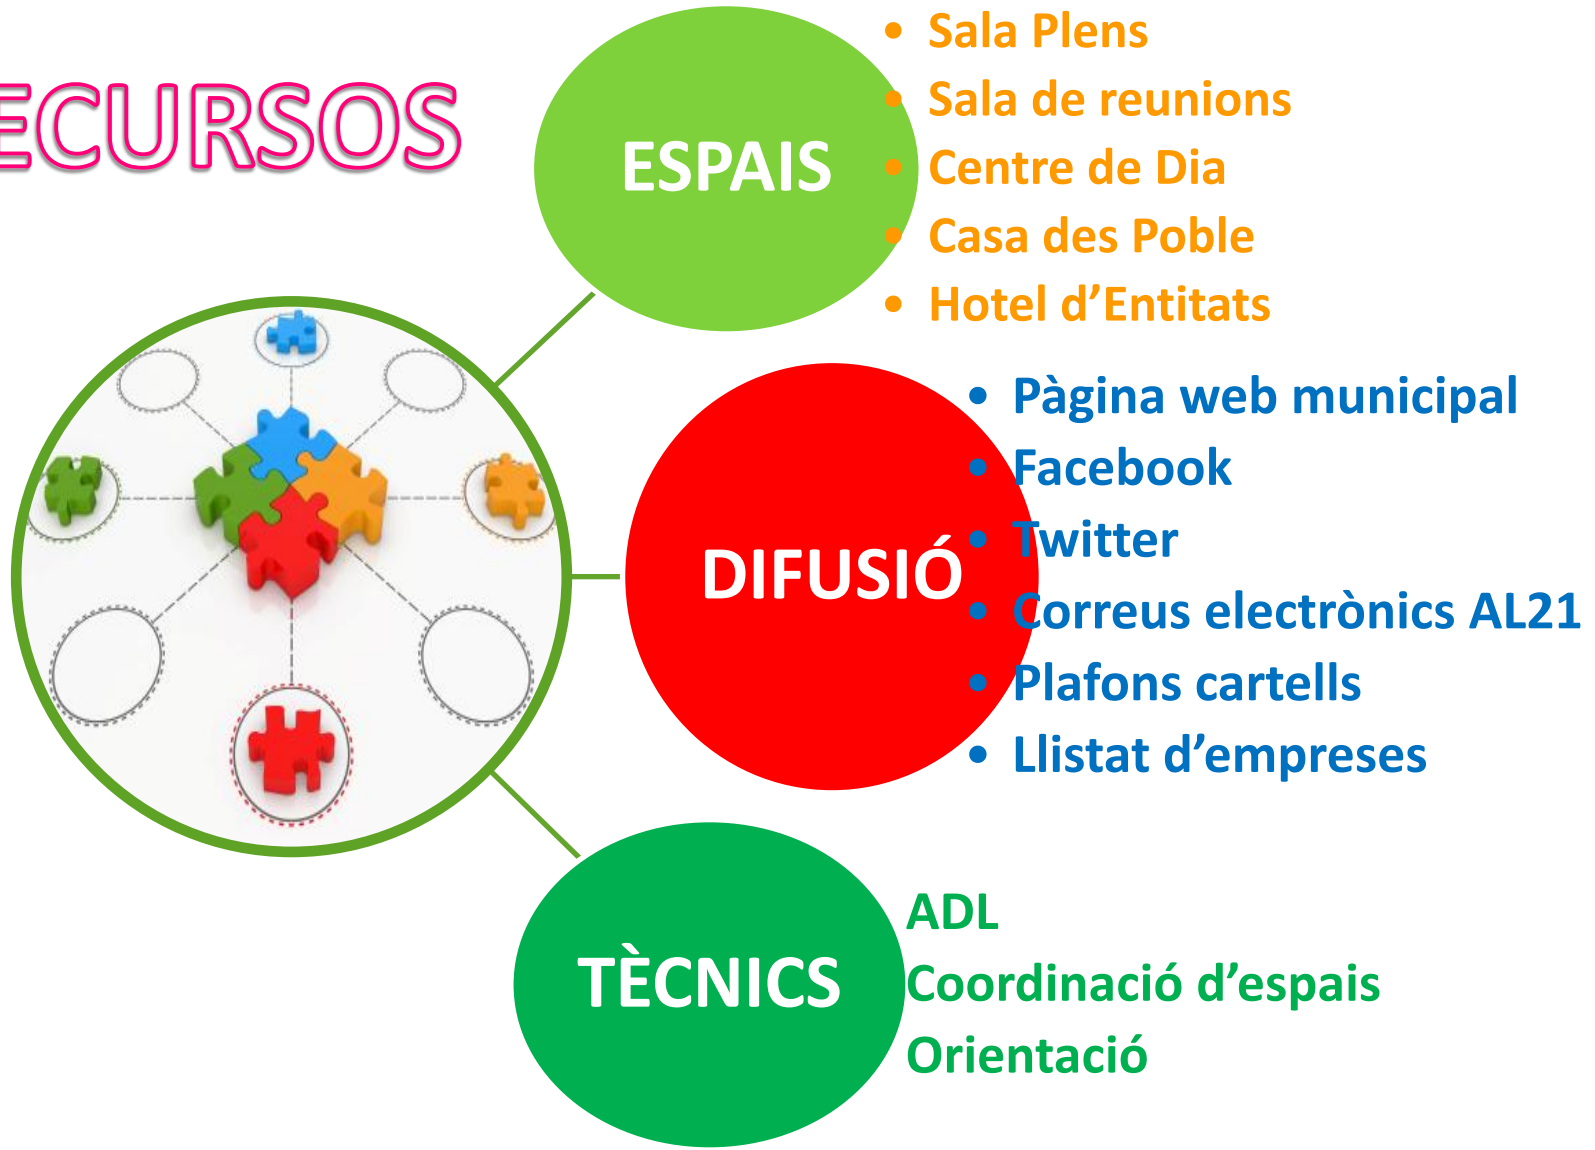 ECURSOS
ESPAIS
• Sala Plens
• Sala de reunions
• Centre de Dia
• Casa des Poble
• Hotel d’Entitats
DIFUSIÓ
• Pàgina web municipal
• Facebook
• Twitter
• Correus electrònics AL21
• Plafons cartells
• Llistat d’empreses
TÈCNICS
ADL
Coordinació d’espais
Orientació